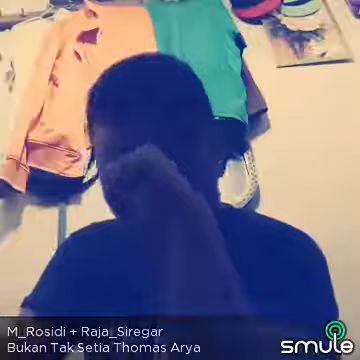 M_Rosidi + Raja_Siregar
Bukan Tak Setia Thomas Arya
smule